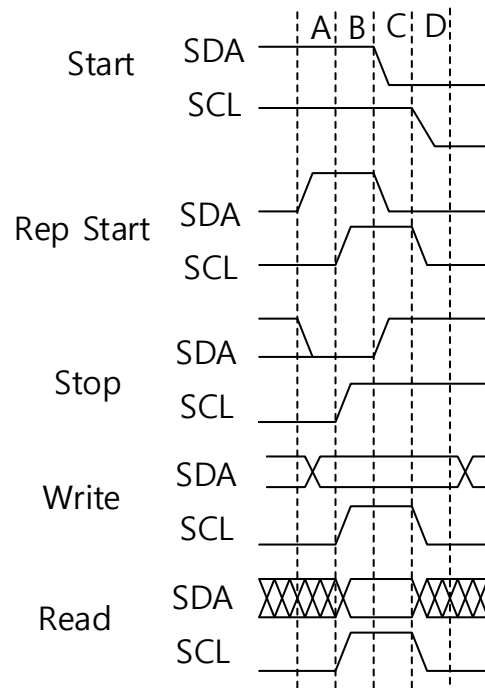 A B C D
Start SDA
SCL
Rep Start SDA
SCL
Stop SDA
SCL
Write SDA
SCL
Read SDA
SCL